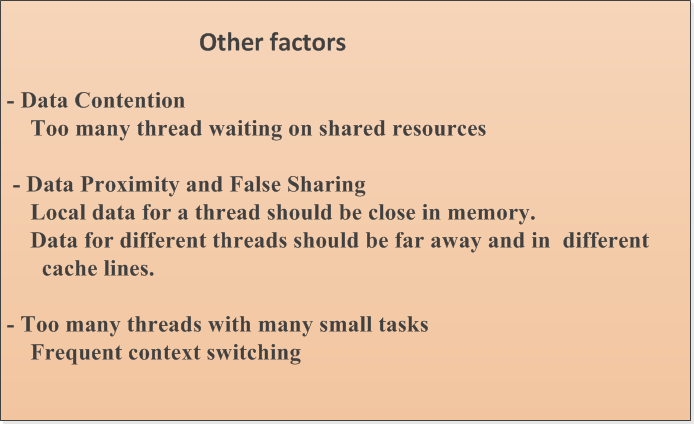 Other factors
- Data Contention
Too many thread waiting on shared resources
- Data Proximity and False Sharing
Local data for a thread should be close in memory.
Data for different threads should be far away and in different
cache lines.
- Too many threads with many small tasks
Frequent context switching